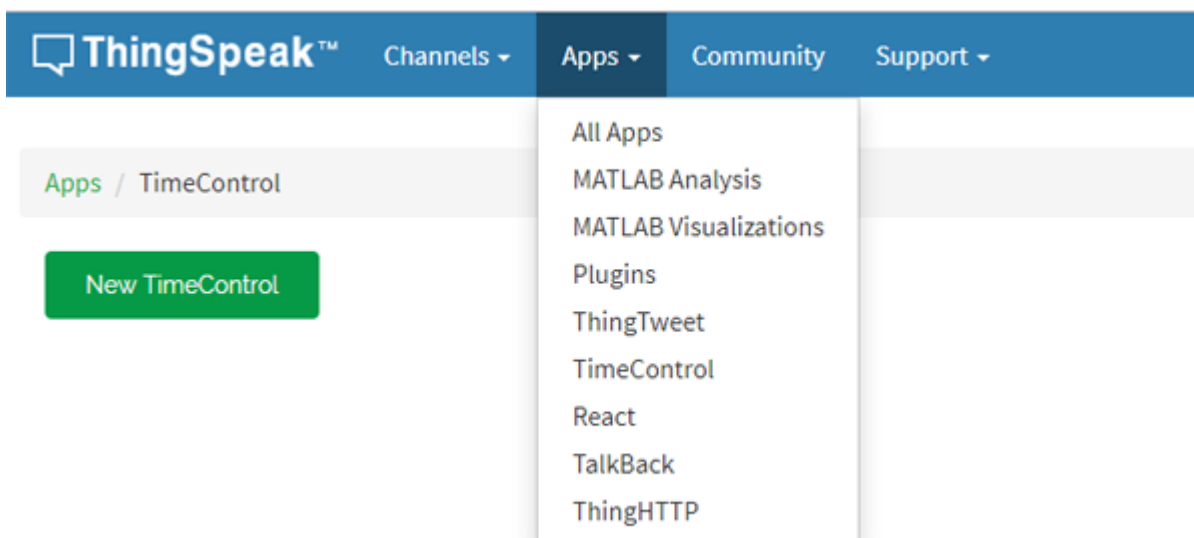 ThingSpeak™ Channels Apps Community Support
All Apps
Apps / TimeControl
MATLAB Analysis
MATLAB Visualizations
New TimeControl
Plugins
ThingTweet
TimeControl
React
TalkBack
ThingHTTP